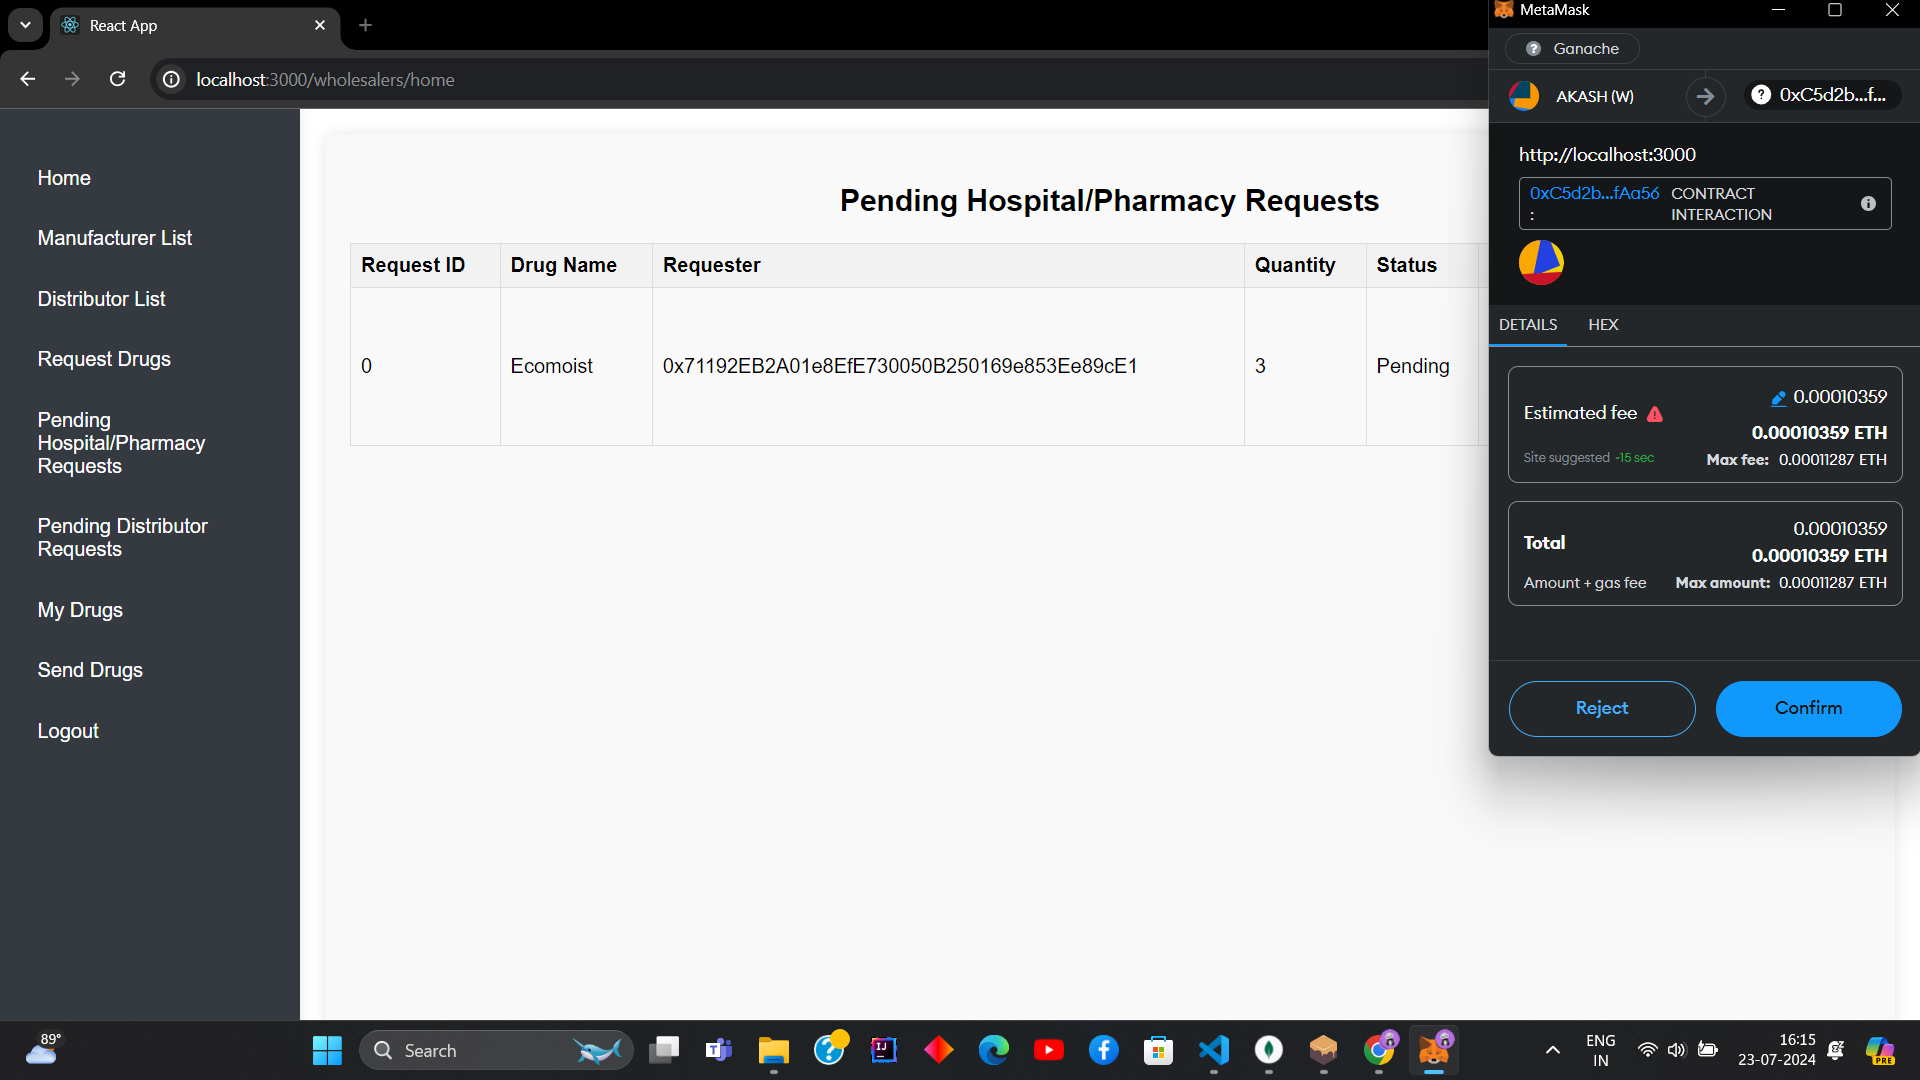 React App
localhost:3000/wholesalers/home
Home
Manufacturer List
Distributor List
Request Drugs
Pending
Hospital/Pharmacy
Requests
Pending Distributor
Requests
My Drugs
Send Drugs
Logout
Pending Hospital/Pharmacy Requests
Request ID Drug Name Requester Quantity Status
0 Ecomoist 0x71192EB2A01e8EfE730050B250169e853Ee89cE1 3 Pending
MetaMask
Ganache
AKASH (W) 0xC5d2b...f...
http://localhost:3000
0xC5d2b...fAa56 CONTRACT
: INTERACTION
DETAILS HEX
Estimated fee 0.00010359
0.00010359 ETH
Site suggested ~15 sec Max fee: 0.00011287 ETH
Total 0.00010359
0.00010359 ETH
Amount + gas fee Max amount: 0.00011287 ETH
Reject Confirm
89°
Search
ENG
IN
16:15
23-07-2024
PRE